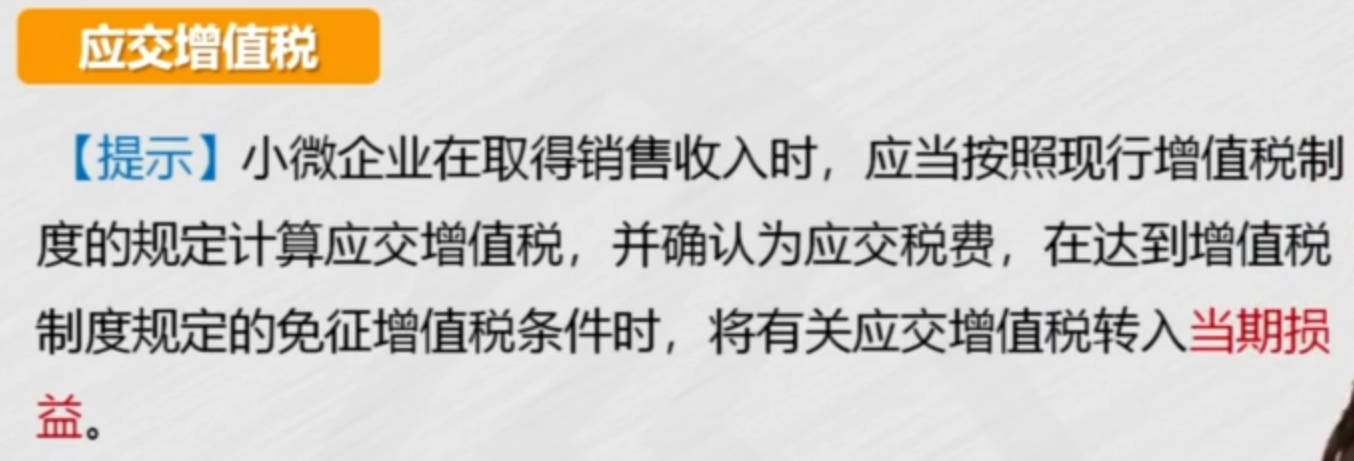 应交增值税
【提示】小微企业在取得销售收入时，应当按照现行增值税制
度的规定计算应交增值税，并确认为应交税费，在达到增值税
制度规定的免征增值税条件时，将有关应交增值税转入当期损
益。